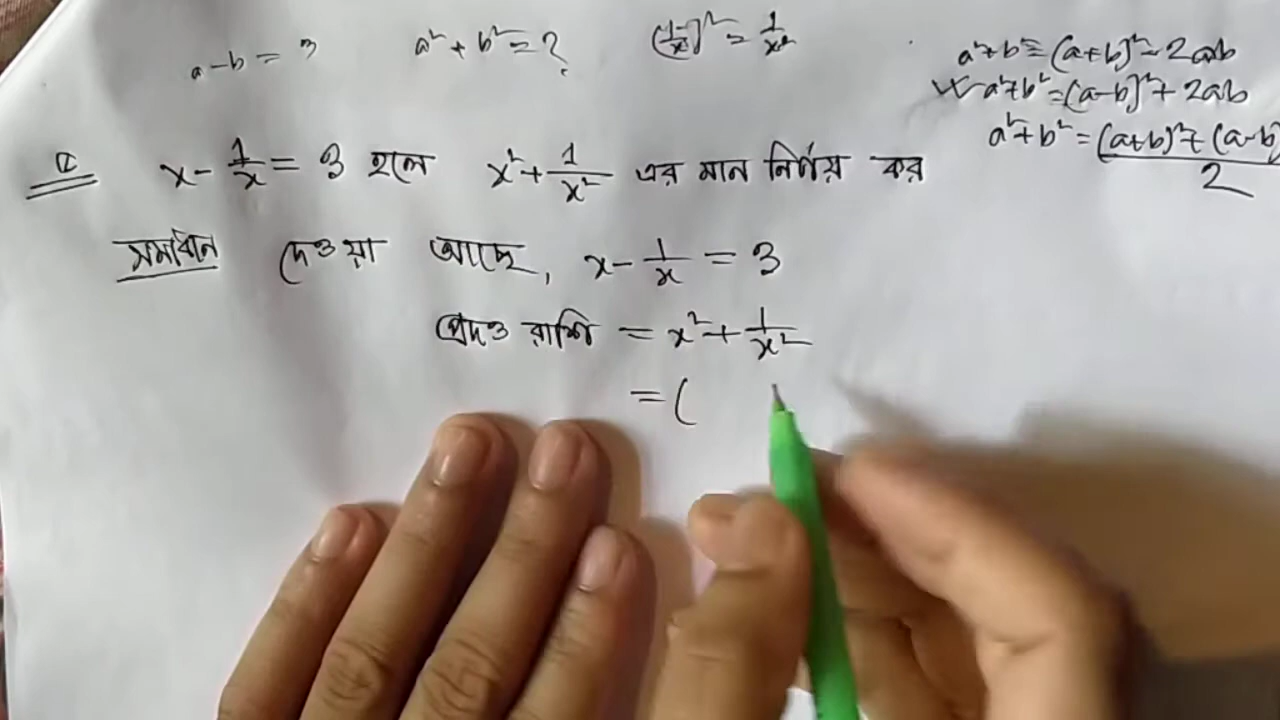 a-b = 3 a²+b²=? (1/x)² = 1/x²
a²+b² = (a+b)²-2ab
a²+b² = (a-b)²+2ab
a²+b² = (a+b)²+(a-b) / 2
x - 1/x = 3 হলে x²+ 1/x² এর মান নির্ণয় কর
সমাধান দেওয়া আছে, x - 1/x = 3
প্রদত্ত রাশি = x²+ 1/x²
= (